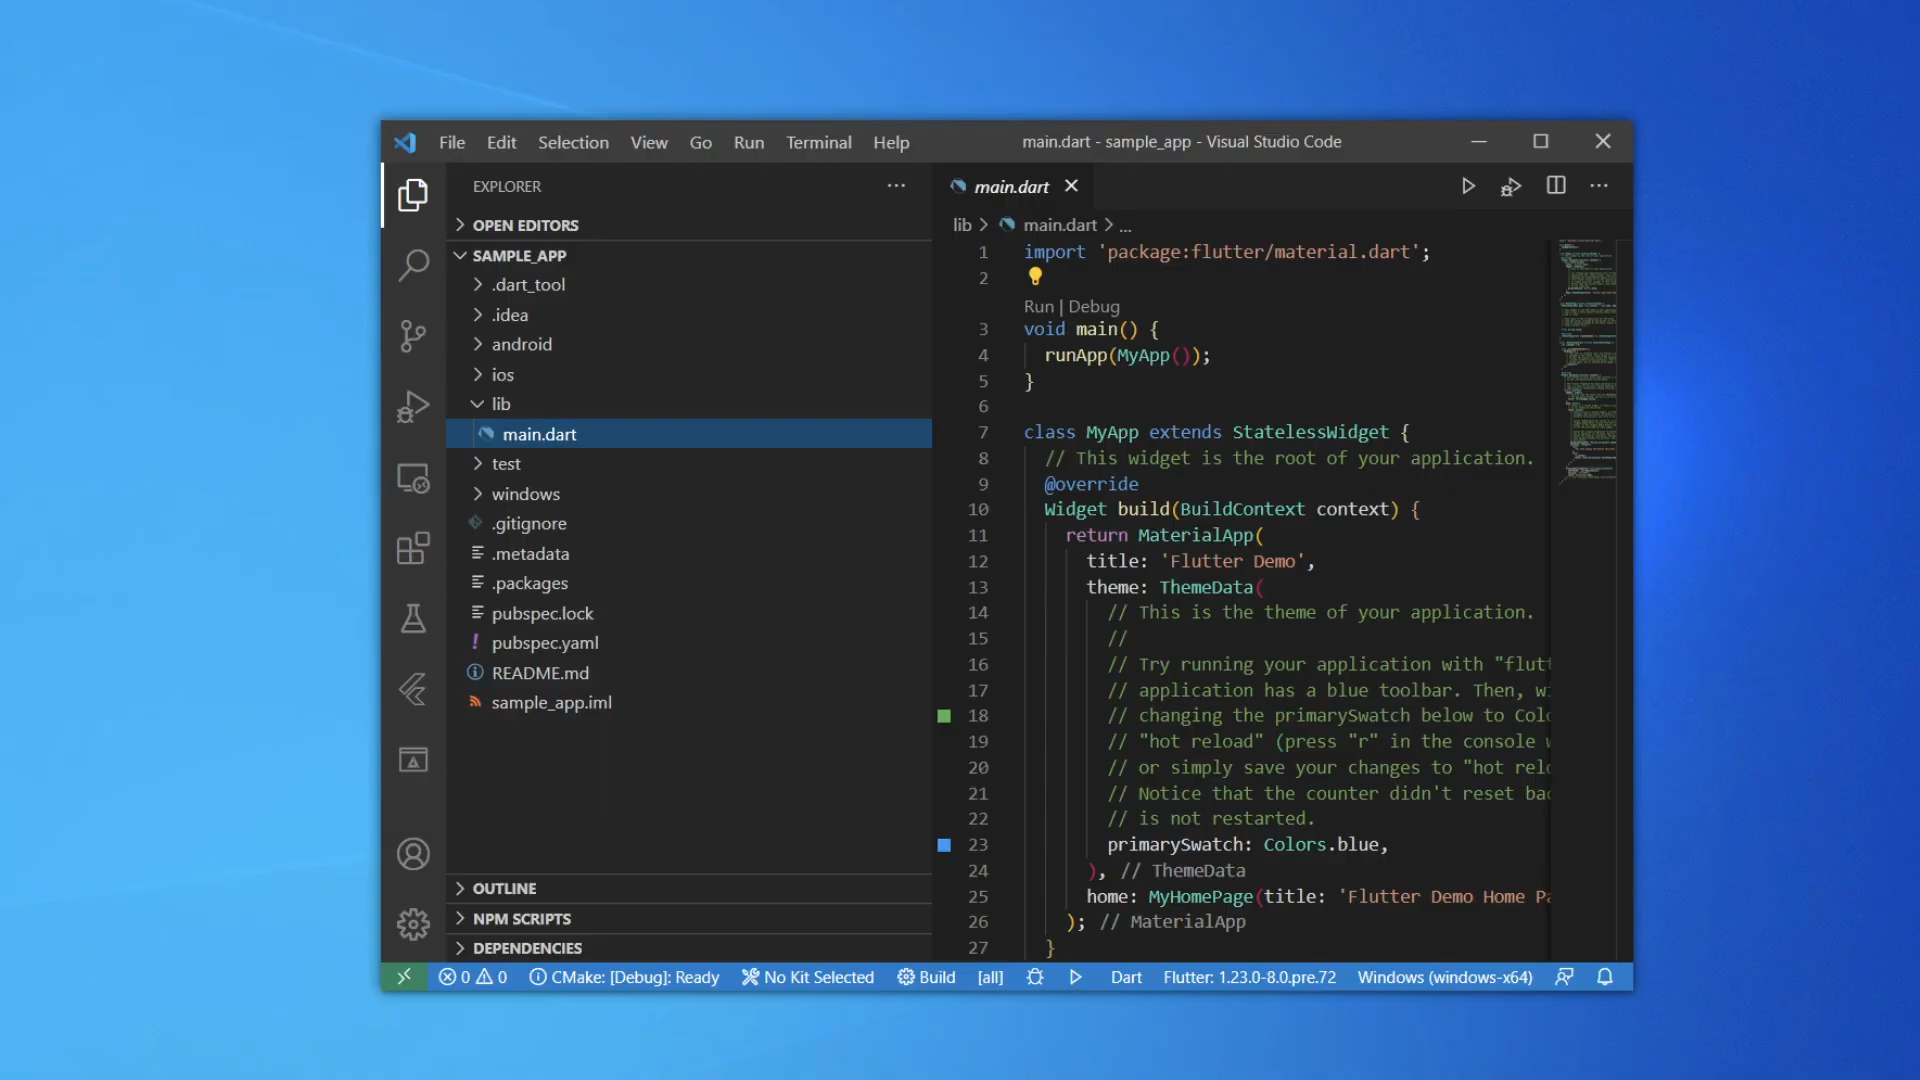 File Edit Selection View Go Run Terminal Help
main.dart - sample_app - Visual Studio Code
EXPLORER
OPEN EDITORS
SAMPLE_APP
.dart_tool
.idea
android
ios
lib
main.dart
test
windows
.gitignore
.metadata
.packages
pubspec.lock
pubspec.yaml
README.md
sample_app.iml
OUTLINE
NPM SCRIPTS
DEPENDENCIES
main.dart
lib > main.dart > ...
1 import 'package:flutter/material.dart';
2
Run | Debug
3 void main() {
4 runApp(MyApp());
5 }
6
7 class MyApp extends StatelessWidget {
8 // This widget is the root of your application.
9 @override
10 Widget build(BuildContext context) {
11 return MaterialApp(
12 title: 'Flutter Demo',
13 theme: ThemeData(
14 // This is the theme of your application.
15 //
16 // Try running your application with "flutt
17 // application has a blue toolbar. Then, wi
18 // changing the primarySwatch below to Colo
19 // "hot reload" (press "r" in the console w
20 // or simply save your changes to "hot relo
21 // Notice that the counter didn't reset bac
22 // is not restarted.
23 primarySwatch: Colors.blue,
24 ), // ThemeData
25 home: MyHomePage(title: 'Flutter Demo Home Pa
26 ); // MaterialApp
27 }
0 0 CMake: [Debug]: Ready No Kit Selected Build [all] Dart Flutter: 1.23.0-8.0.pre.72 Windows (windows-x64)